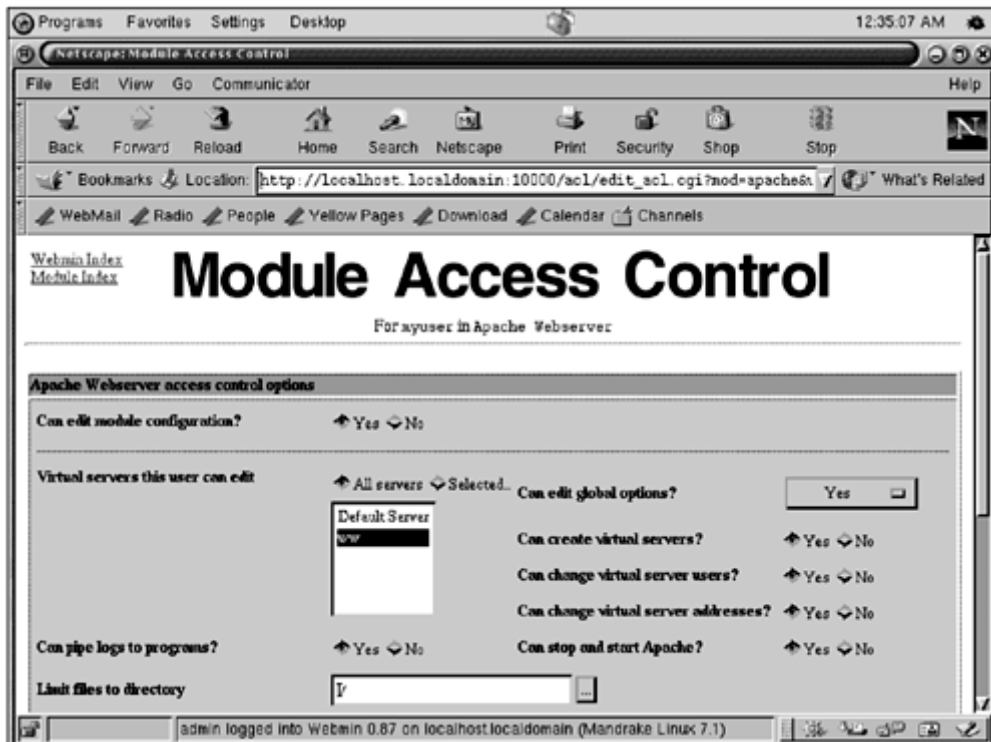 Programs Favorites Settings Desktop 12:35:07 AM
Netscape: Module Access Control
File Edit View Go Communicator Help
Back Forward Reload Home Search Netscape Print Security Shop Stop N
Bookmarks Location: http://localhost.localdomain:10000/acl/edit_acl.cgi?mod=apache& What's Related
WebMail Radio People Yellow Pages Download Calendar Channels
Webmin Index
Module Index
Module Access Control
For in Apache Webserver
Apache Webserver access control options
Can edit module configuration? Yes No
Virtual servers this user can edit All servers Selected.. Can edit global options? Yes
Default Server
Can create virtual servers? Yes No
Can change virtual server users? Yes No
Can change virtual server addresses? Yes No
Can pipe logs to programs? Yes No Can stop and start Apache? Yes No
Limit files to directory / ...
admin logged into Webmin 0.87 on localhost.localdomain (Mandrake Linux 7.1)